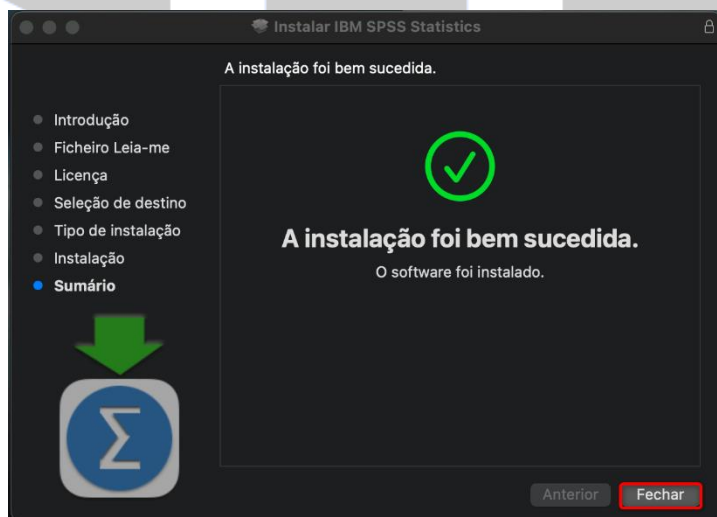 Instalar IBM SPSS Statistics
A instalação foi bem sucedida.
Introdução
Ficheiro Leia-me
Licença
Seleção de destino
Tipo de instalação
Instalação
Sumário
A instalação foi bem sucedida.
O software foi instalado.
Σ
Anterior
Fechar